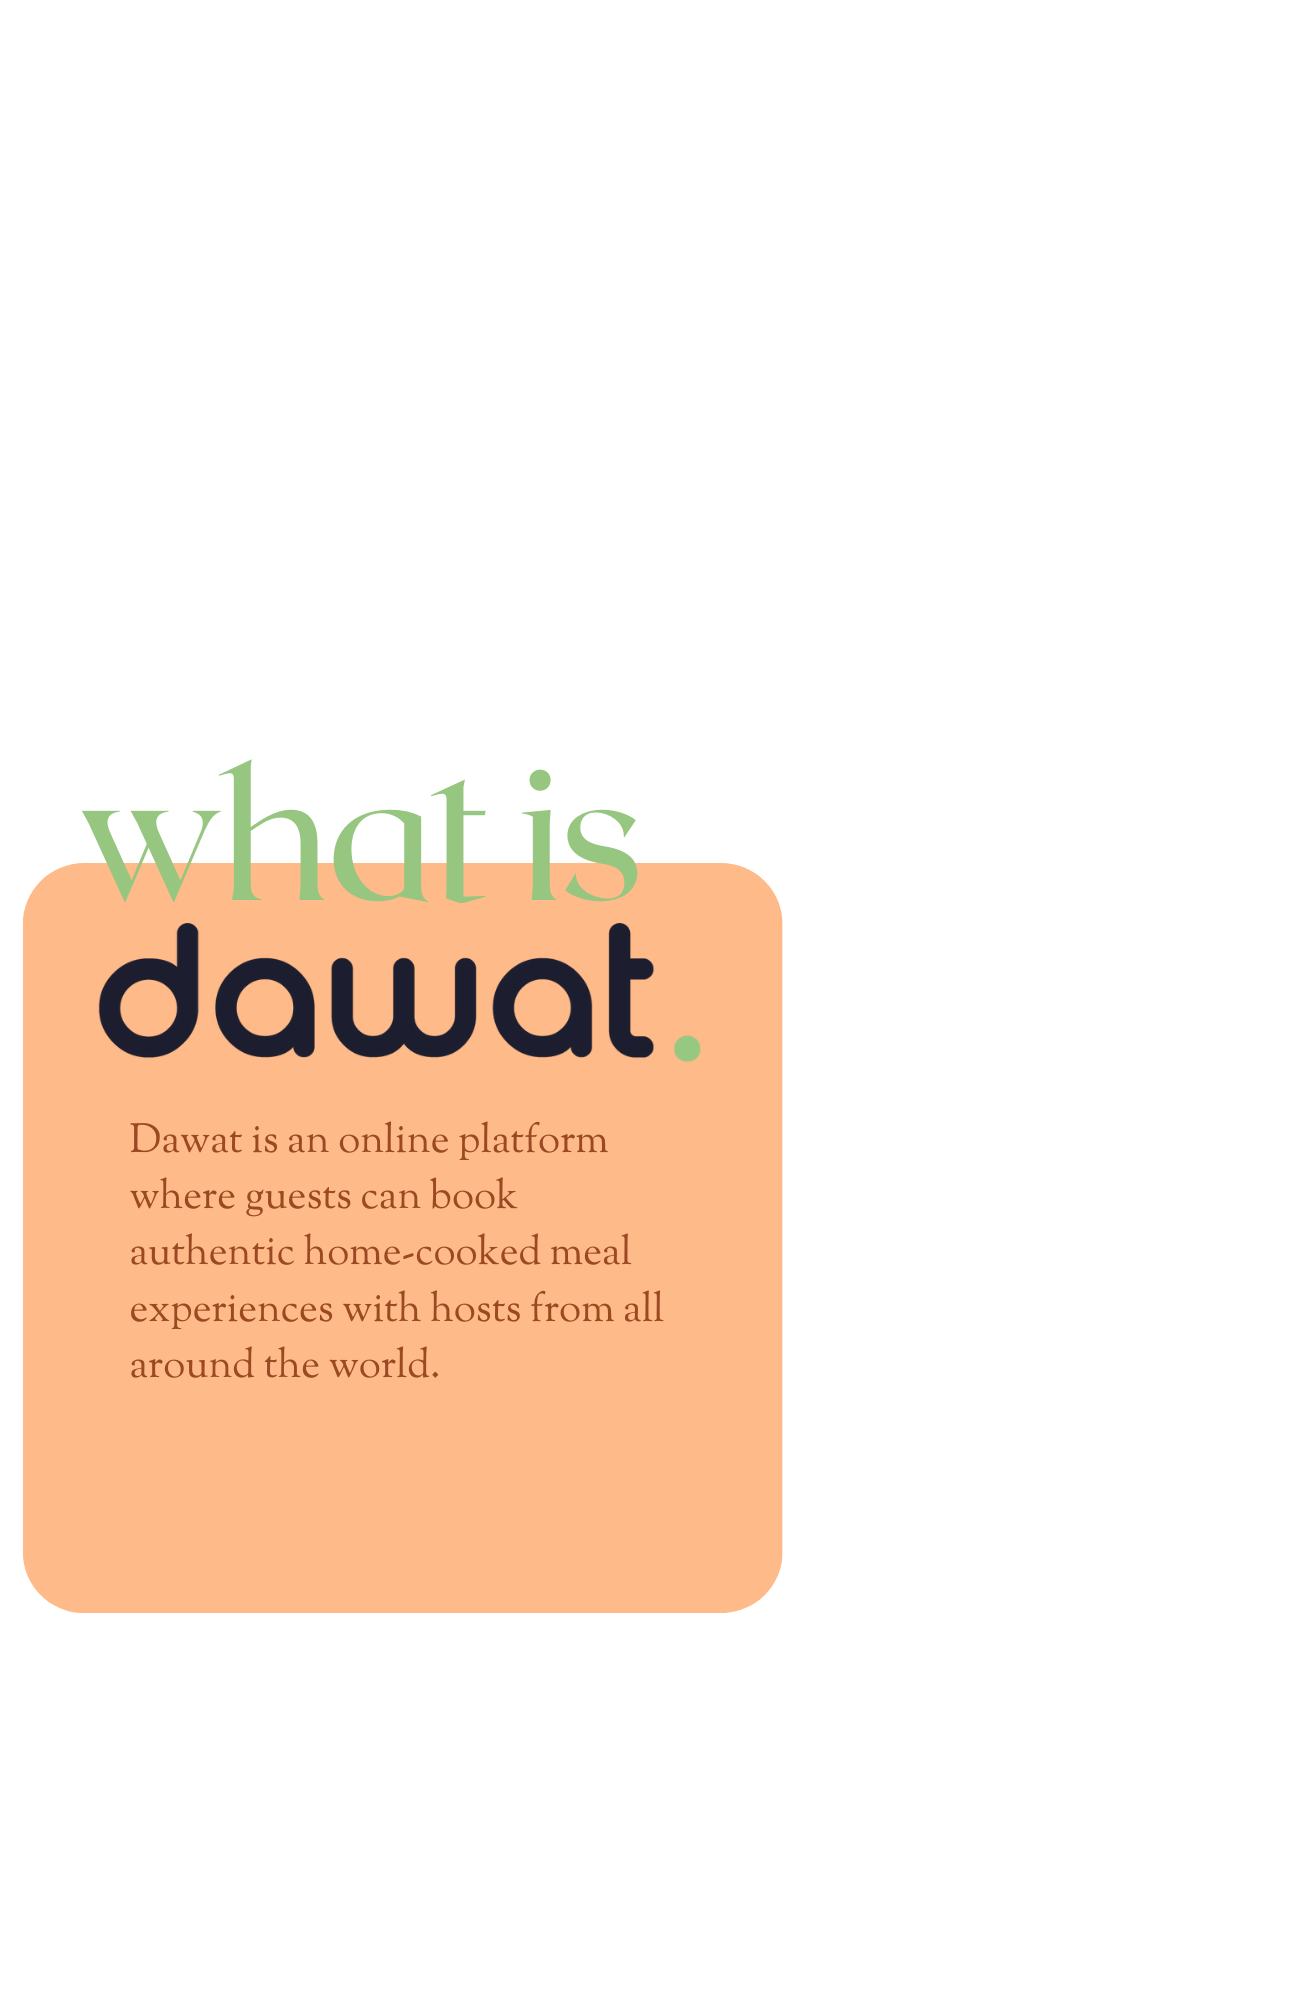 what is
dawat.
Dawat is an online platform
where guests can book
authentic home-cooked meal
experiences with hosts from all
around the world.